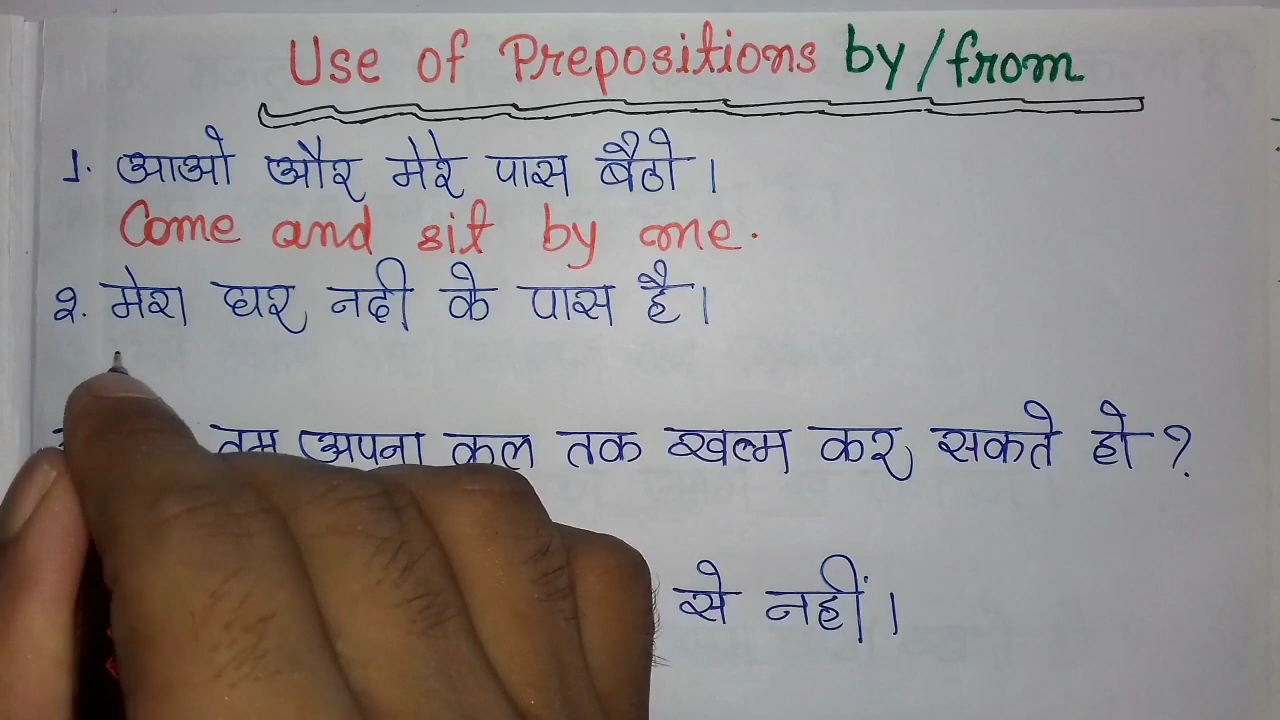 Use of Prepositions by/from
1. आओ और मेरे पास बैठो।
Come and sit by me.
२. मेरा घर नदी के पास है।
तुम अपना कल तक खत्म कर सकते हो ?
से नहीं।